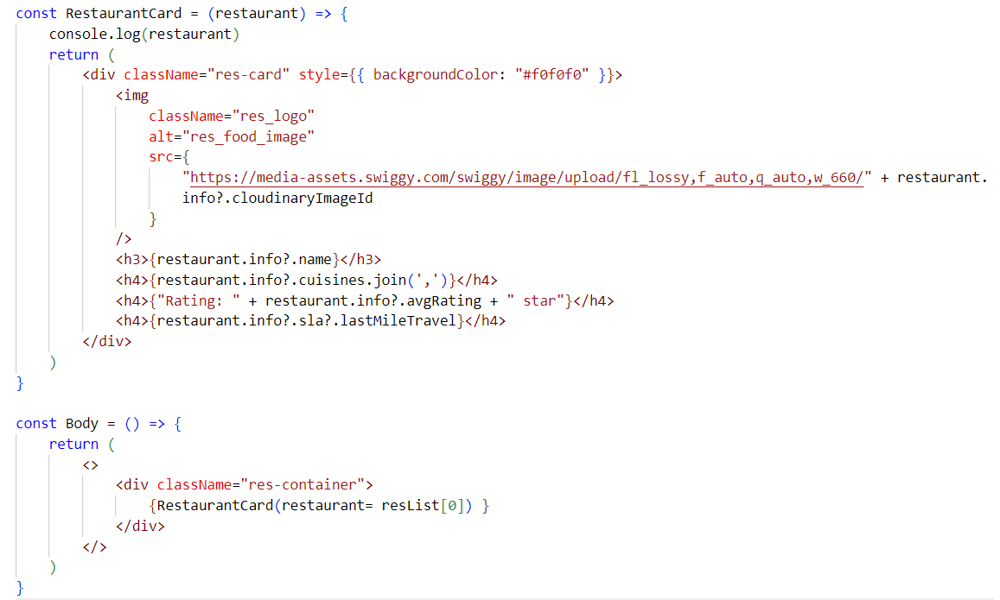 const RestaurantCard = (restaurant) => {
    console.log(restaurant)
    return (
        <div className="res-card" style={{ backgroundColor: "#f0f0f0" }}>
            <img
                className="res_logo"
                alt="res_food_image"
                src={
                    "https://media-assets.swiggy.com/swiggy/image/upload/fl_lossy,f_auto,q_auto,w_660/" + restaurant.
                    info?.cloudinaryImageId
                }
            />
            <h3>{restaurant.info?.name}</h3>
            <h4>{restaurant.info?.cuisines.join(',')}</h4>
            <h4>{"Rating: " + restaurant.info?.avgRating + " star"}</h4>
            <h4>{restaurant.info?.sla?.lastMileTravel}</h4>
        </div>
    )
}

const Body = () => {
    return (
        <>
            <div className="res-container">
                {RestaurantCard(restaurant= resList[0]) }
            </div>
        </>
    )
}